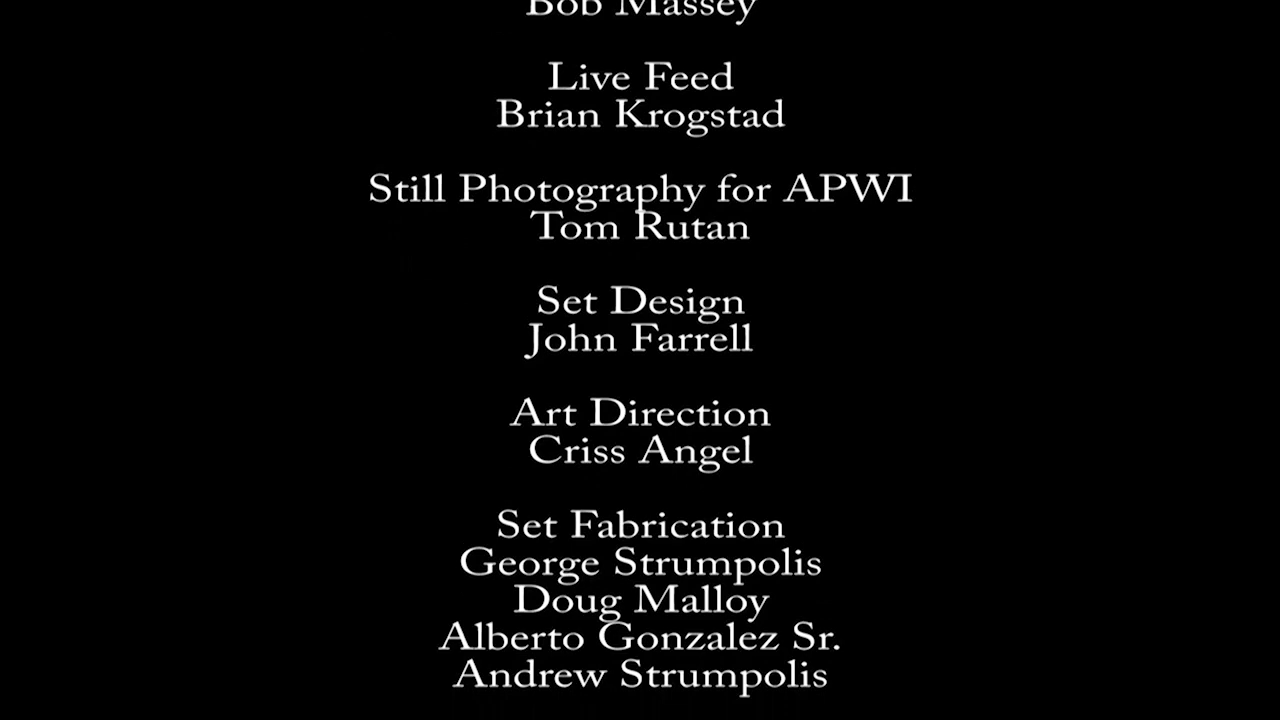 Bob Massey
Live Feed
Brian Krogstad
Still Photography for APWI
Tom Rutan
Set Design
John Farrell
Art Direction
Criss Angel
Set Fabrication
George Strumpolis
Doug Malloy
Alberto Gonzalez Sr.
Andrew Strumpolis